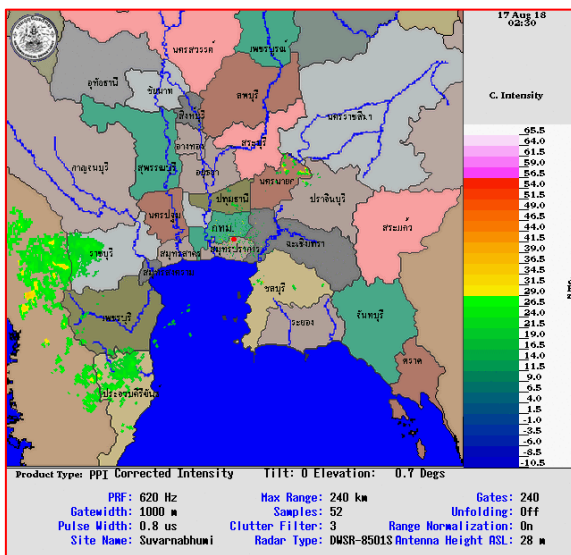 17 Aug 18
02:30
C. Intensity
นครสวรรค์
เพชรบูรณ์
อุทัยธานี
ชัยนาท
ลพบุรี
สิงห์บุรี
นครราชสีมา
อ่างทอง
สระบุรี
กาญจนบุรี
สุพรรณบุรี
อยุธยา
นครนายก
ปราจีนบุรี
ปทุมธานี
นครปฐม
กทม.
สระแก้ว
ราชบุรี
ฉะเชิงเทรา
สมุทรปราการ
สมุทรสาคร
สมุทรสงคราม
ชลบุรี
เพชรบุรี
ระยอง
จันทบุรี
ตราด
ประจวบคีรีขันธ์
65.5
64.0
61.5
59.0
56.5
54.0
51.5
49.0
46.5
44.0
41.5
39.0
36.5
34.0
31.5
29.0
26.5
24.0
21.5
19.0
16.5
14.0
11.5
9.0
6.5
4.0
1.5
-1.0
-3.5
-6.0
-8.5
-10.5
Product Type: PPI Corrected Intensity Tilt: 0 Elevation: 0.7 Degs
PRF: 620 Hz Max Range: 240 km Gates: 240
Gatewidth: 1000 m Samples: 52 Unfolding: Off
Pulse Width: 0.8 us Clutter Filter: 3 Range Normalization: On
Site Name: Suvarnabhumi Radar Type: DWSR-8501S Antenna Height ASL: 28 m